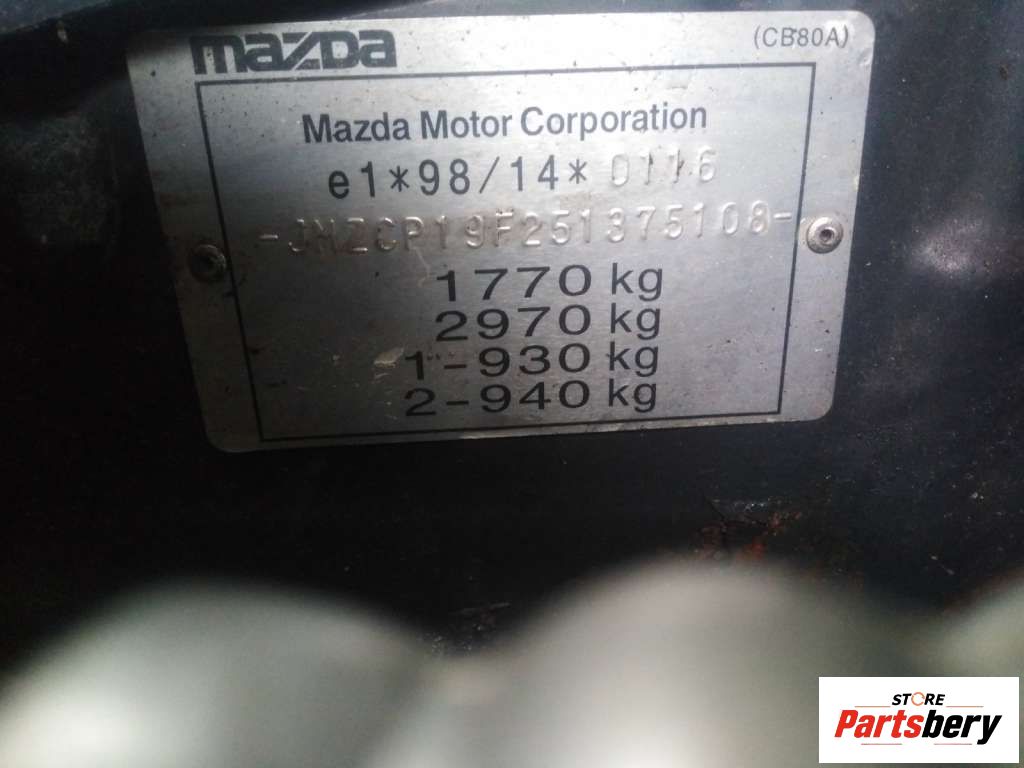 mazda (CB80A)
Mazda Motor Corporation
e1*98/14*0116
-JMZCP19F251375108-
1770 kg
2970 kg
1-930 kg
2-940 kg
STORE
Partsbery